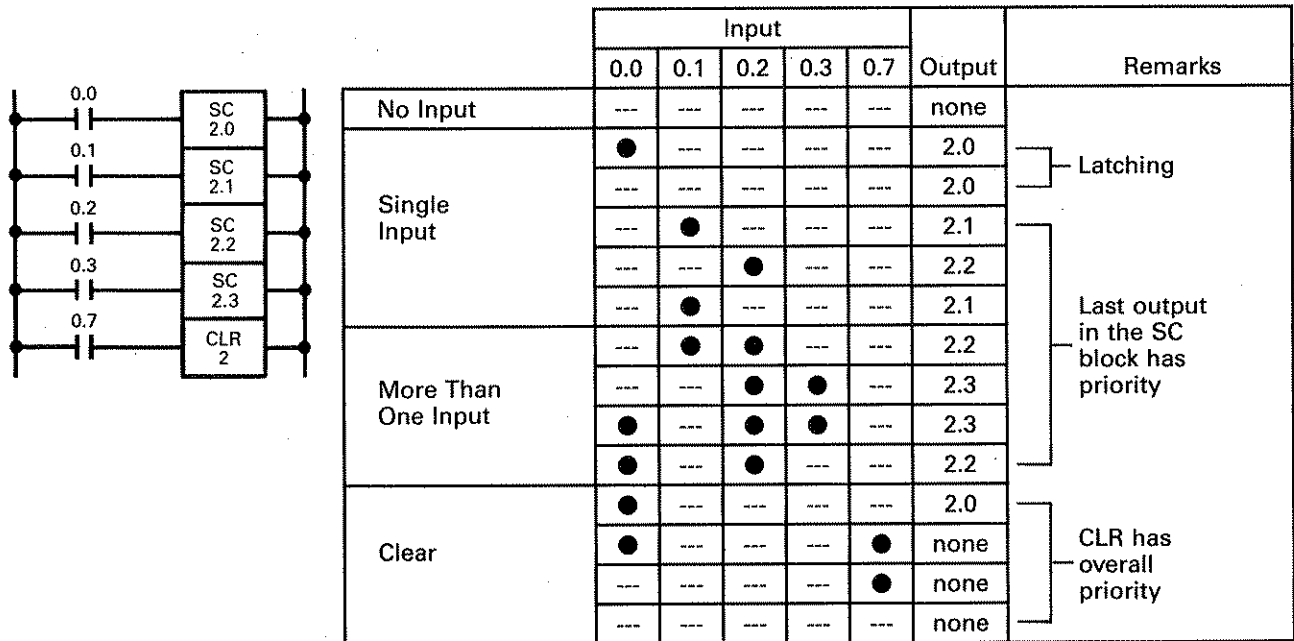 0.0
SC
2.0
0.1
SC
2.1
0.2
SC
2.2
0.3
SC
2.3
0.7
CLR
2
Input
0.0 0.1 0.2 0.3 0.7 Output Remarks
No Input --- --- --- --- --- none
● --- --- --- --- 2.0
--- --- --- --- --- 2.0
Latching
Single
Input
--- ● --- --- --- 2.1
--- --- ● --- --- 2.2
--- ● --- --- --- 2.1
More Than
One Input
--- ● ● --- --- 2.2
--- --- ● ● --- 2.3
● --- ● ● --- 2.3
● --- ● --- --- 2.2
Last output
in the SC
block has
priority
Clear
● --- --- --- --- 2.0
● --- --- --- ● none
--- --- --- --- ● none
--- --- --- --- --- none
CLR has
overall
priority